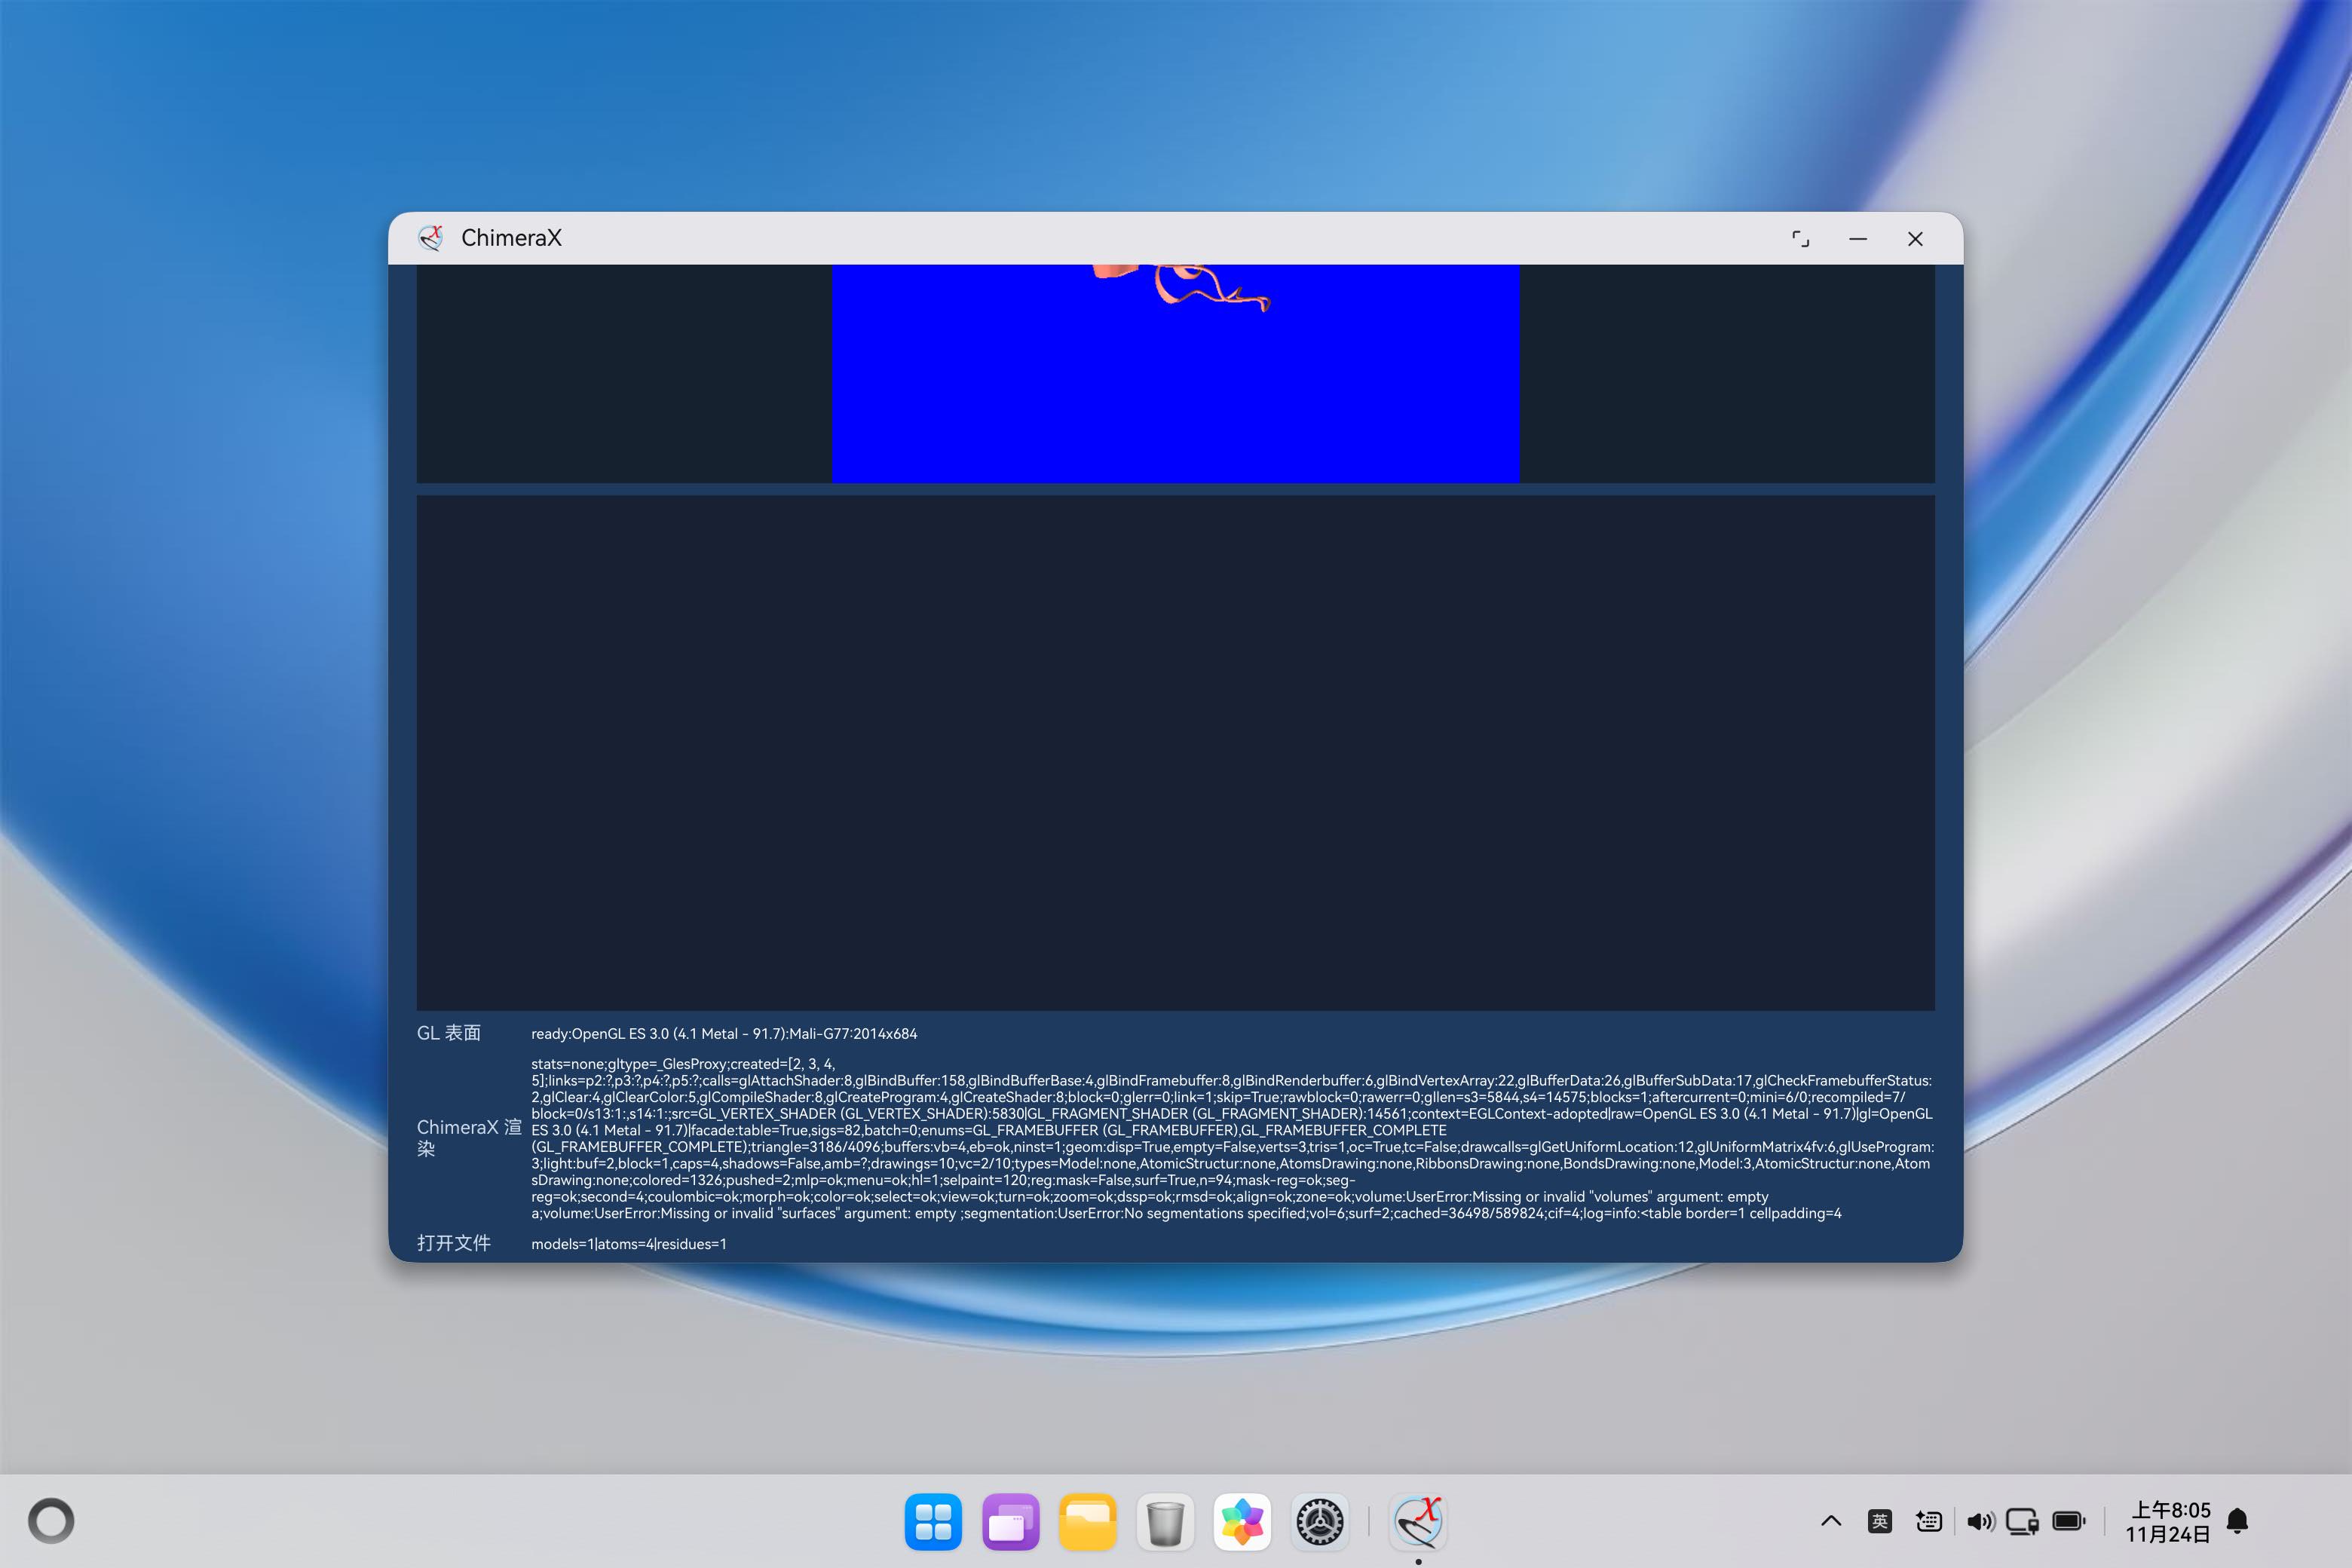 ChimeraX
GL 表面
ready:OpenGL ES 3.0 (4.1 Metal - 91.7):Mali-G77:2014x684
ChimeraX 渲
染
stats=none;gltype=_GlesProxy;created=[2, 3, 4,
5];links=p2:?,p3:?,p4:?,p5:?;calls=glAttachShader:8,glBindBuffer:158,glBindBufferBase:4,glBindFramebuffer:8,glBindRenderbuffer:6,glBindVertexArray:22,glBufferData:26,glBufferSubData:17,glCheckFramebufferStatus:
2,glClear:4,glClearColor:5,glCompileShader:8,glCreateProgram:4,glCreateShader:8;block=0;glerr=0;link=1;skip=True;rawblock=0;rawerr=0;gllen=s3=5844,s4=14575;blocks=1;aftercurrent=0;mini=6/0;recompiled=7/
block=0/s13:1:,s14:1:;src=GL_VERTEX_SHADER (GL_VERTEX_SHADER):5830|GL_FRAGMENT_SHADER (GL_FRAGMENT_SHADER):14561;context=EGLContext-adopted|raw=OpenGL ES 3.0 (4.1 Metal - 91.7)|gl=OpenGL
ES 3.0 (4.1 Metal - 91.7)|facade:table=True,sigs=82,batch=0;enums=GL_FRAMEBUFFER (GL_FRAMEBUFFER),GL_FRAMEBUFFER_COMPLETE
(GL_FRAMEBUFFER_COMPLETE);triangle=3186/4096;buffers:vb=4,eb=ok,ninst=1;geom:disp=True,empty=False,verts=3,tris=1,oc=True,tc=False;drawcalls=glGetUniformLocation:12,glUniformMatrix4fv:6,glUseProgram:
3;light:buf=2,block=1,caps=4,shadows=False,amb=?;drawings=10;vc=2/10;types=Model:none,AtomicStructur:none,AtomsDrawing:none,RibbonsDrawing:none,BondsDrawing:none,Model:3,AtomicStructur:none,Atom
sDrawing:none;colored=1326;pushed=2;mlp=ok;menu=ok;hl=1;selpaint=120;reg:mask=False,surf=True,n=94;mask-reg=ok;seg-
reg=ok;second=4;coulombic=ok;morph=ok;color=ok;select=ok;view=ok;turn=ok;zoom=ok;dssp=ok;rmsd=ok;align=ok;zone=ok;volume:UserError:Missing or invalid "volumes" argument: empty
a;volume:UserError:Missing or invalid "surfaces" argument: empty ;segmentation:UserError:No segmentations specified;vol=6;surf=2;cached=36498/589824;cif=4;log=info:<table border=1 cellpadding=4
打开文件
models=1|atoms=4|residues=1
英
上午8:05
11月24日